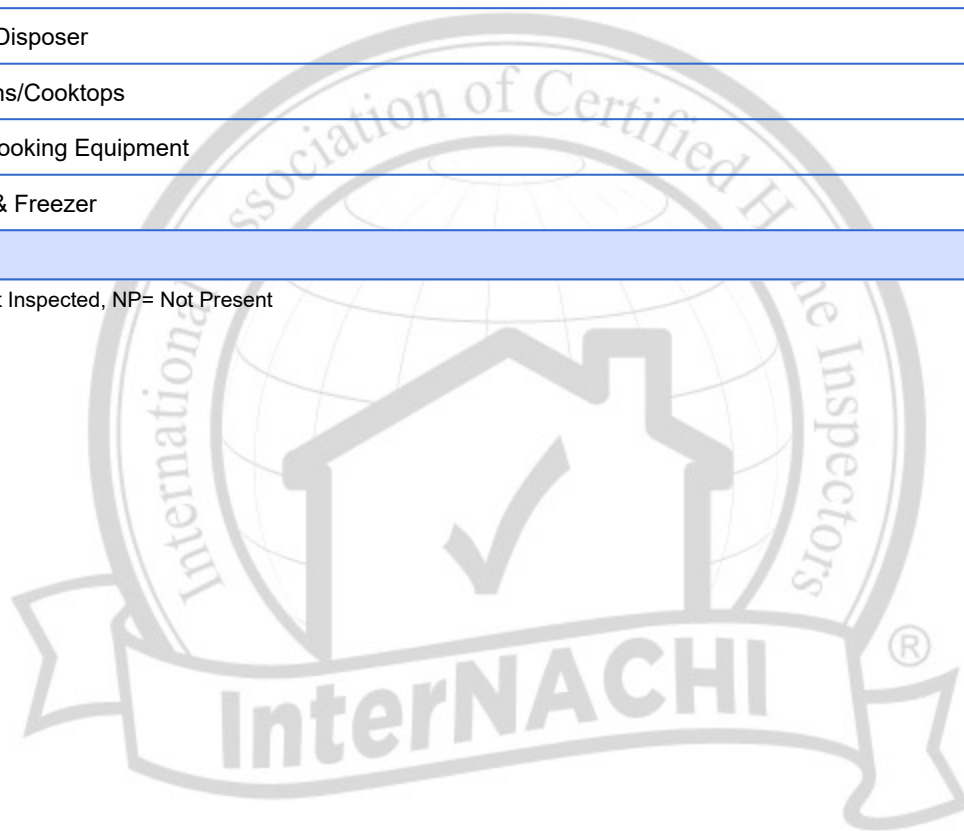 Disposer
ns/Cooktops
ooking Equipment
& Freezer
t Inspected, NP= Not Present
International Association of Certified Home Inspectors
®
InterNACHI